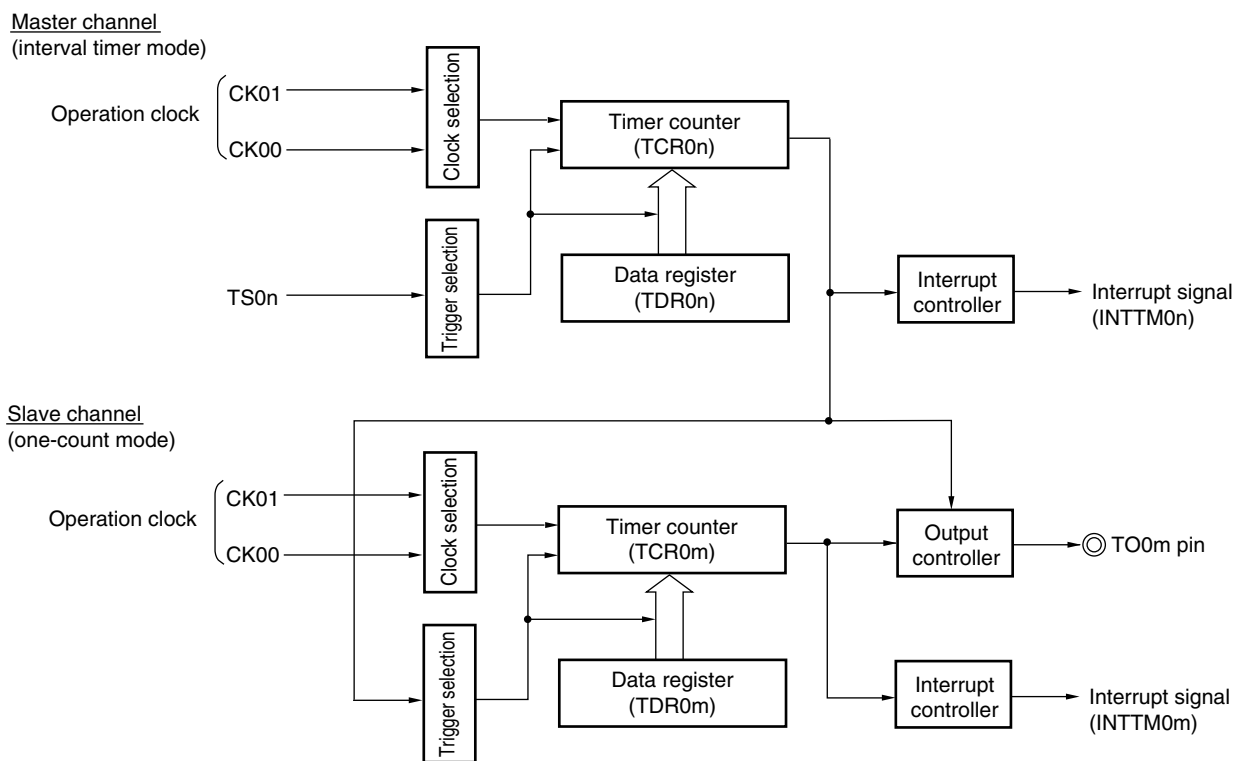 Master channel
(interval timer mode)
Operation clock
CK01
CK00
Clock selection
Timer counter
(TCR0n)
TS0n
Trigger selection
Data register
(TDR0n)
Interrupt
controller
Interrupt signal
(INTTM0n)
Slave channel
(one-count mode)
Operation clock
CK01
CK00
Clock selection
Timer counter
(TCR0m)
Output
controller
TO0m pin
Trigger selection
Data register
(TDR0m)
Interrupt
controller
Interrupt signal
(INTTM0m)